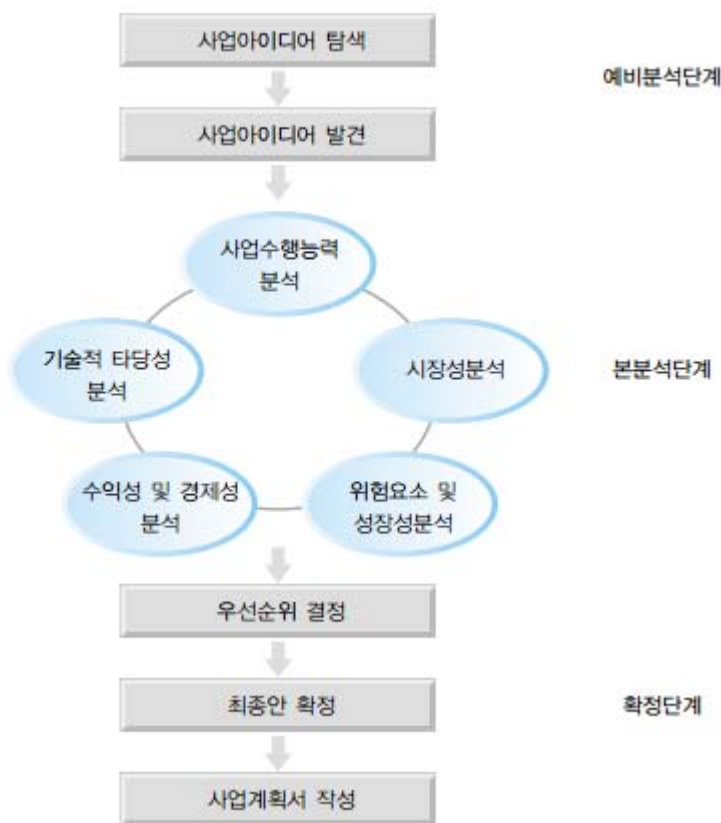 사업아이디어 탐색
예비분석단계
사업아이디어 발견
사업수행능력
분석
기술적 타당성
분석
시장성분석
본분석단계
수익성 및 경제성
분석
위험요소 및
성장성분석
우선순위 결정
최종안 확정
확정단계
사업계획서 작성